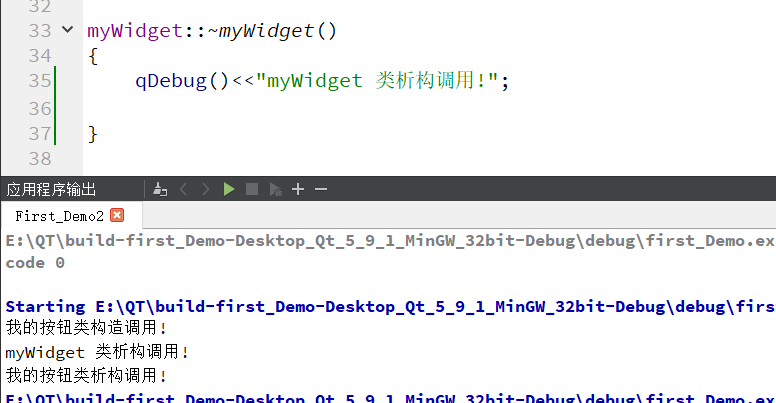 32
33 myWidget::~myWidget()
34 {
35 qDebug()<<"myWidget 类析构调用!";
36
37 }
38
应用程序输出
First_Demo2
E:\QT\build-first_Demo-Desktop_Qt_5_9_1_MinGW_32bit-Debug\debug\first_Demo.ex
code 0
Starting E:\QT\build-first_Demo-Desktop_Qt_5_9_1_MinGW_32bit-Debug\debug\firs
我的按钮类构造调用!
myWidget 类析构调用!
我的按钮类析构调用!
E:\QT\build-first_Demo-Desktop_Qt_5_9_1_MinGW_32bit-Debug\debug\first_Demo.ex